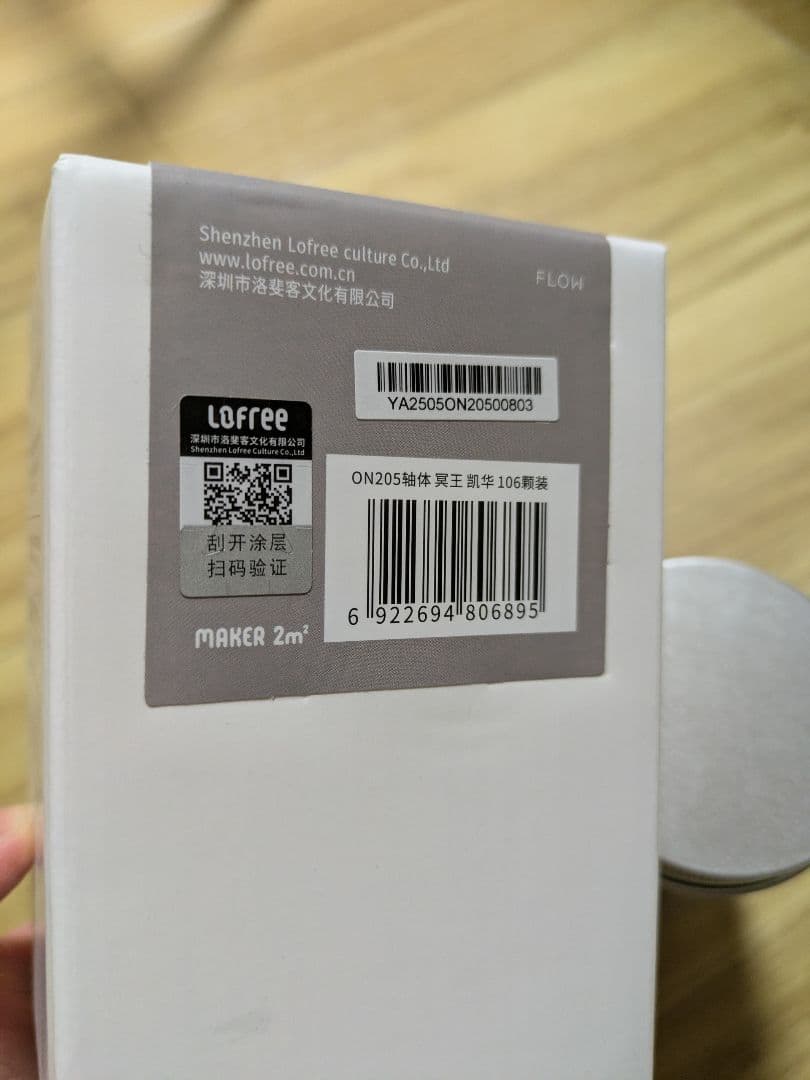 Shenzhen Lofree culture Co.,Ltd
www.lofree.com.cn
深圳市洛斐客文化有限公司
FLOW
YA2505ON20500803
LOFree
深圳市洛斐客文化有限公司
Shenzhen Lofree Culture Co.,Ltd
刮开涂层
扫码验证
ON205轴体 冥王 凯华 106颗装
6 922694 806895
MAKER 2m²